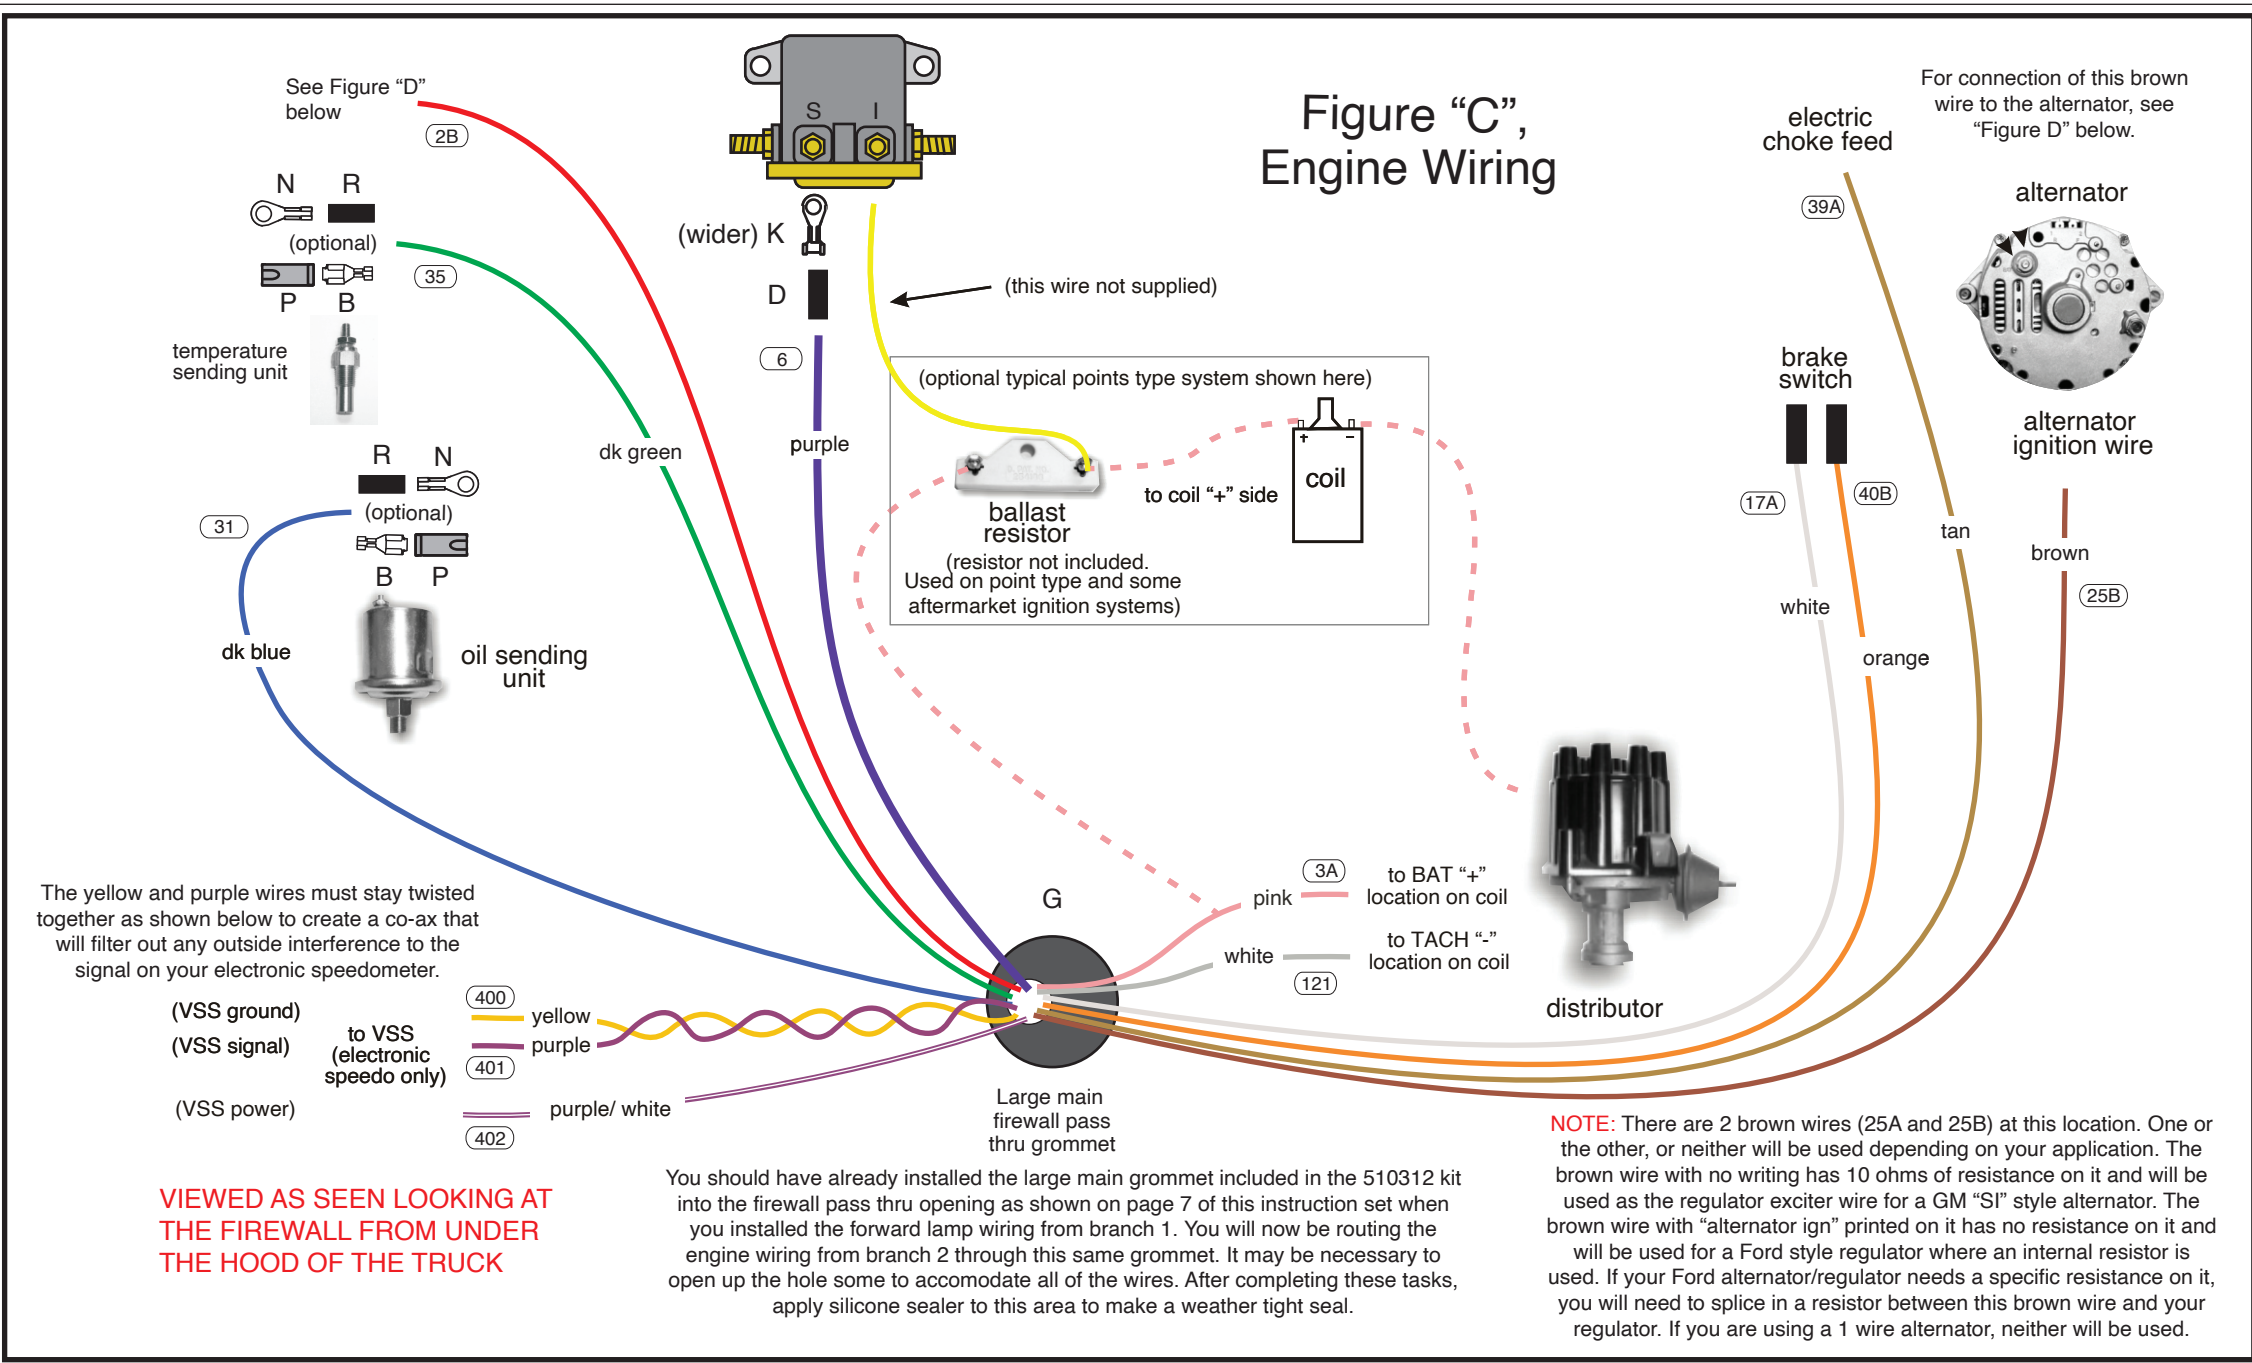 Figure “C”,
Engine Wiring
See Figure “D”
below
2B
N R
(optional)
35
P B
temperature
sending unit
R N
(optional)
31
B P
dk blue
oil sending
unit
dk green
S I
(wider) K
D
6
purple
(this wire not supplied)
(optional typical points type system shown here)
+ -
coil
to coil “+” side
ballast
resistor
(resistor not included.
Used on point type and some
aftermarket ignition systems)
electric
choke feed
39A
For connection of this brown
wire to the alternator, see
“Figure D” below.
alternator
brake
switch
17A
40B
alternator
ignition wire
tan
brown
25B
white
orange
The yellow and purple wires must stay twisted
together as shown below to create a co-ax that
will filter out any outside interference to the
signal on your electronic speedometer.
(VSS ground)
400
yellow
(VSS signal)
to VSS
(electronic
speedo only)
purple
401
(VSS power)
purple/ white
402
G
pink
3A
to BAT “+”
location on coil
white
121
to TACH “-”
location on coil
distributor
Large main
firewall pass
thru grommet
VIEWED AS SEEN LOOKING AT
THE FIREWALL FROM UNDER
THE HOOD OF THE TRUCK
You should have already installed the large main grommet included in the 510312 kit
into the firewall pass thru opening as shown on page 7 of this instruction set when
you installed the forward lamp wiring from branch 1. You will now be routing the
engine wiring from branch 2 through this same grommet. It may be necessary to
open up the hole some to accomodate all of the wires. After completing these tasks,
apply silicone sealer to this area to make a weather tight seal.
NOTE: There are 2 brown wires (25A and 25B) at this location. One or
the other, or neither will be used depending on your application. The
brown wire with no writing has 10 ohms of resistance on it and will be
used as the regulator exciter wire for a GM “SI” style alternator. The
brown wire with “alternator ign” printed on it has no resistance on it and
will be used for a Ford style regulator where an internal resistor is
used. If your Ford alternator/regulator needs a specific resistance on it,
you will need to splice in a resistor between this brown wire and your
regulator. If you are using a 1 wire alternator, neither will be used.